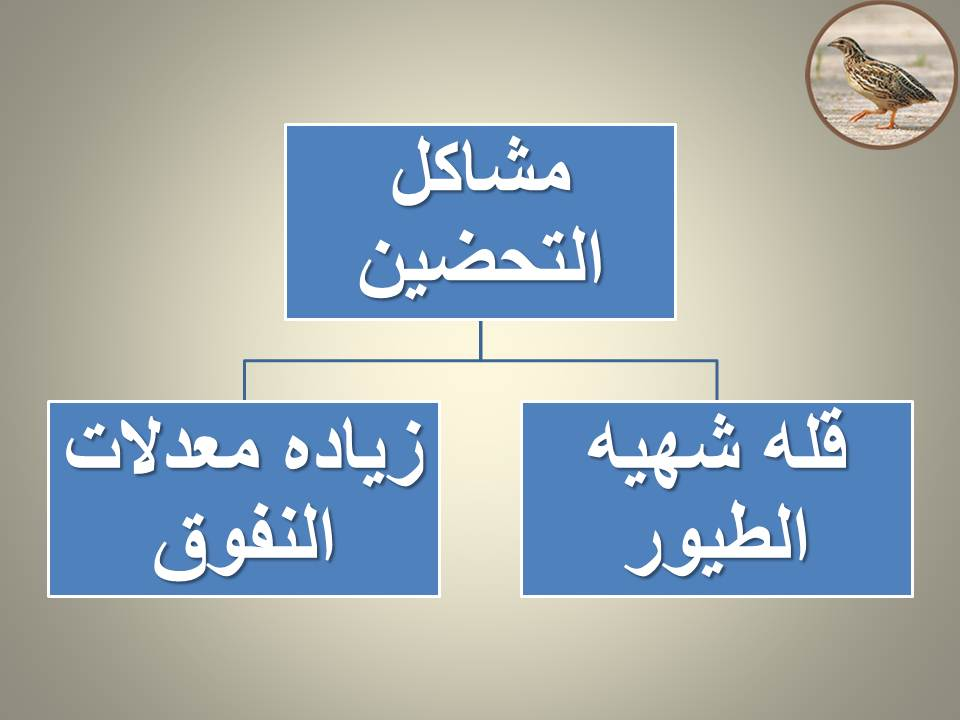 مشاكل
التحضين
قله شهيه
الطيور
زياده معدلات
النفوق